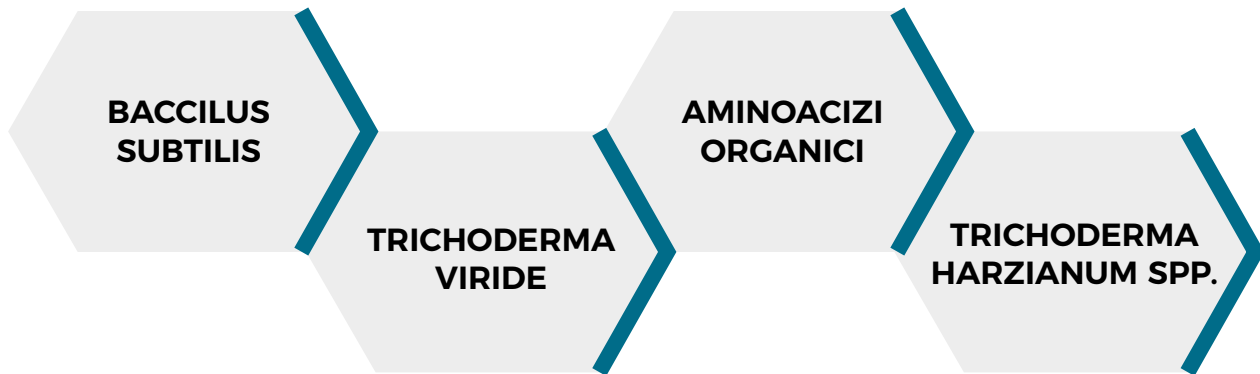 BACCILUS
SUBTILIS
TRICHODERMA
VIRIDE
AMINOACIZI
ORGANICI
TRICHODERMA
HARZIANUM SPP.